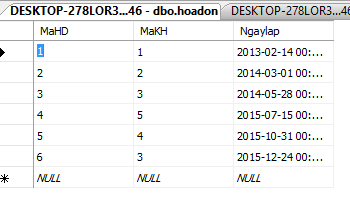 DESKTOP-278LOR3...46 - dbo.hoadon DESKTOP-278LOR3...46
MaHD MaKH Ngaylap
1 1 2013-02-14 00:...
2 2 2014-03-01 00:...
3 3 2014-05-28 00:...
4 5 2015-07-15 00:...
5 4 2015-10-31 00:...
6 3 2015-12-24 00:...
NULL NULL NULL